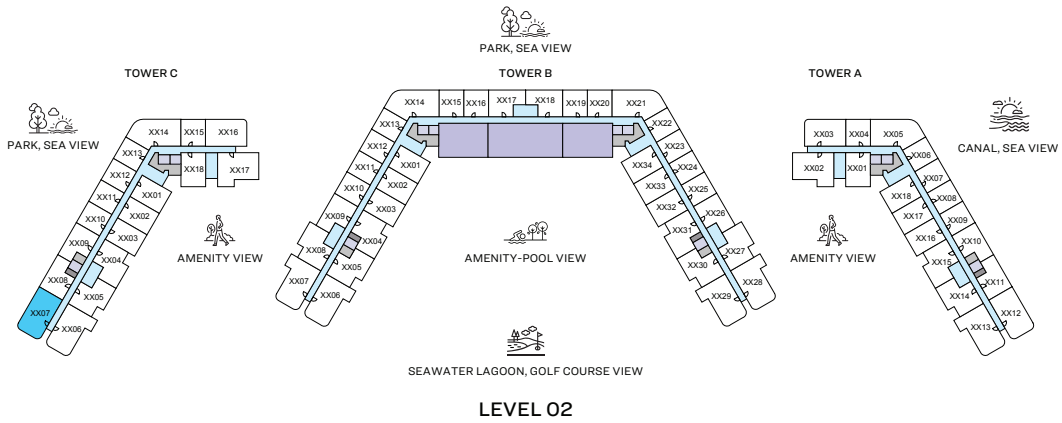 PARK, SEA VIEW
TOWER C
TOWER B
TOWER A
PARK, SEA VIEW
CANAL, SEA VIEW
XX14
XX15
XX16
XX13
XX18
XX17
XX12
XX01
XX11
XX02
XX10
XX03
XX09
XX04
XX08
XX05
XX07
XX06
AMENITY VIEW
XX14
XX15
XX16
XX17
XX18
XX19
XX20
XX21
XX13
XX22
XX12
XX23
XX11
XX01
XX34
XX24
XX10
XX02
XX33
XX25
XX09
XX03
XX32
XX26
XX08
XX04
XX31
XX27
XX07
XX05
XX30
XX28
XX06
XX29
AMENITY-POOL VIEW
XX03
XX04
XX05
XX02
XX01
XX06
XX07
XX18
XX08
XX17
XX09
XX16
XX10
XX15
XX11
XX14
XX12
XX13
AMENITY VIEW
SEAWATER LAGOON, GOLF COURSE VIEW
LEVEL 02